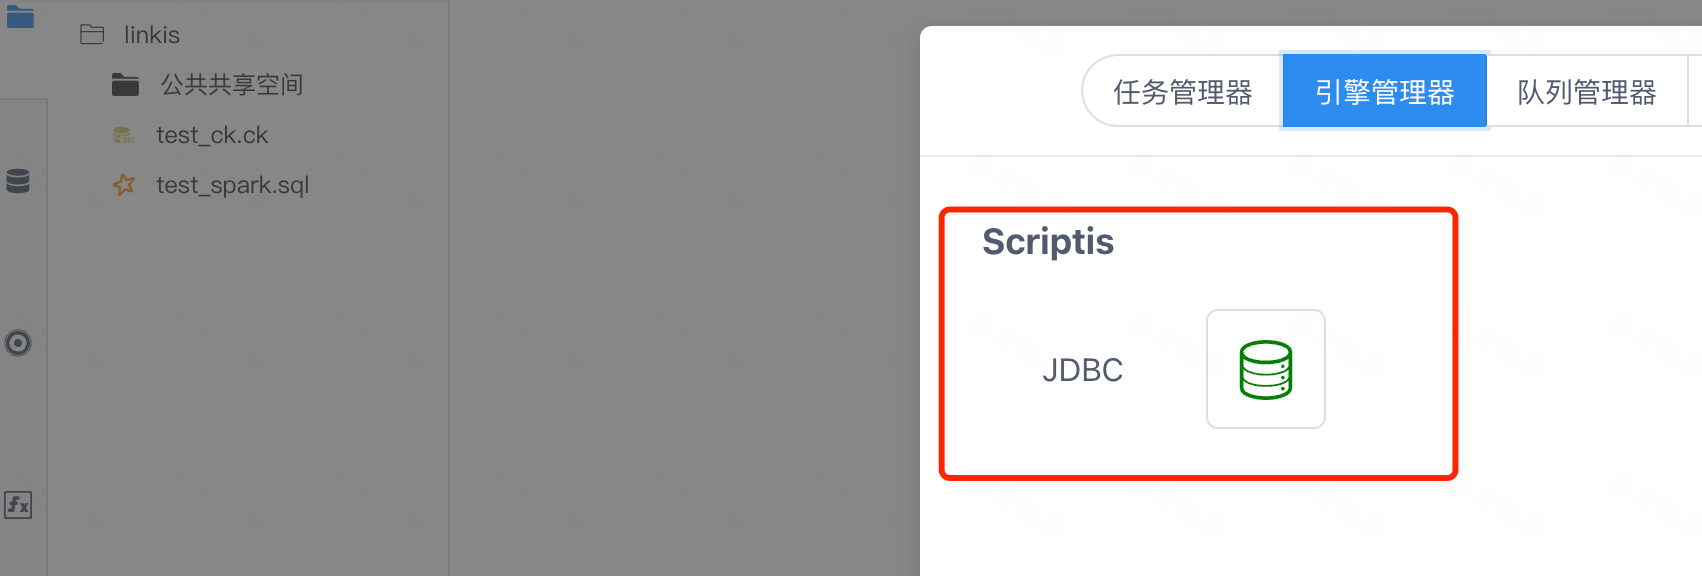 linkis
公共共享空间
test_ck.ck
test_spark.sql
fx
任务管理器
引擎管理器
队列管理器
Scriptis
JDBC